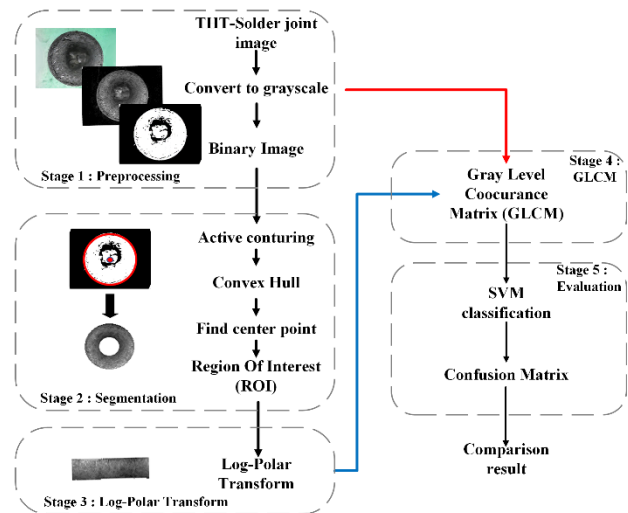 THT-Solder joint
image
Convert to grayscale
Binary Image
Stage 1 : Preprocessing
Active conturing
Convex Hull
Find center point
Region Of Interest
(ROI)
Stage 2 : Segmentation
Log-Polar
Transform
Stage 3 : Log-Polar Transform
Stage 4 :
GLCM
Gray Level
Coocurance
Matrix (GLCM)
Stage 5 :
Evaluation
SVM
classification
Confusion Matrix
Comparison
result